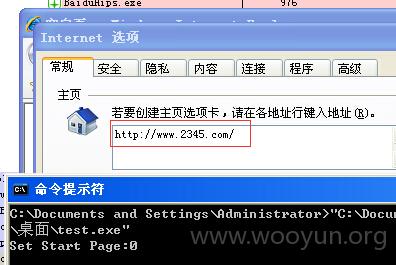 BaiduHips.exe 976
Internet 选项
常规 安全 隐私 内容 连接 程序 高级
主页
若要创建主页选项卡，请在各地址行键入地址(R)。
http://www.2345.com/
命令提示符
C:\Documents and Settings\Administrator>"C:\Docu
\桌面\test.exe"
Set Start Page:0
www.wooyun.org